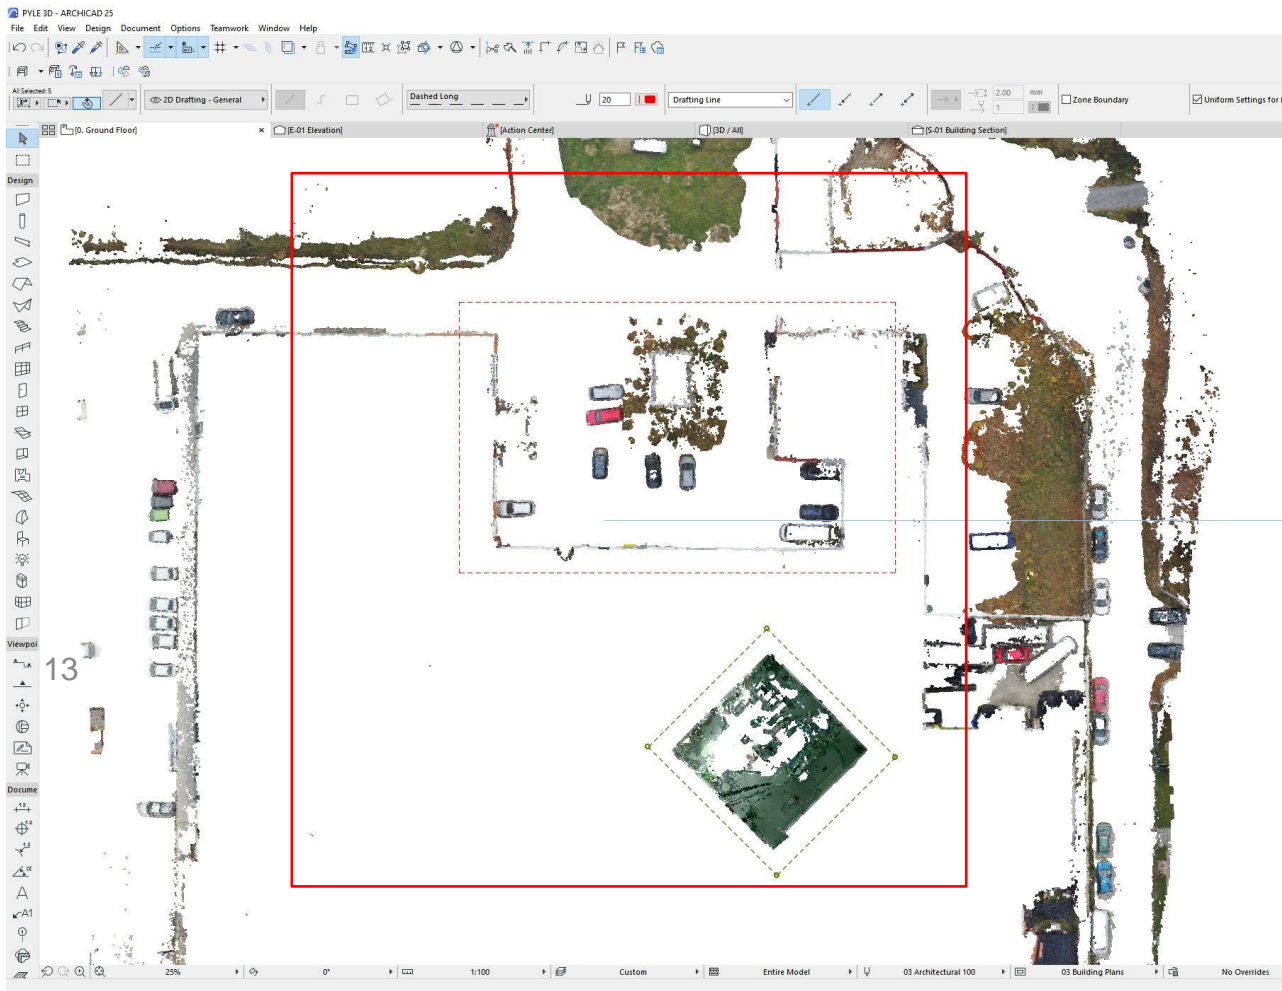 PYLE 3D - ARCHICAD 25
File Edit View Design Document Options Teamwork Window Help
All Selected: 5
2D Drafting - General
Dashed Long
20
Drafting Line
2.00 mm
1
Zone Boundary
Uniform Settings for
[0. Ground Floor]
[E-01 Elevation]
[Action Center]
[3D / All]
[S-01 Building Section]
Design
Viewpoi
13
Docume
A
A1
25%
0°
1:100
Custom
Entire Model
03 Architectural 100
03 Building Plans
No Overrides